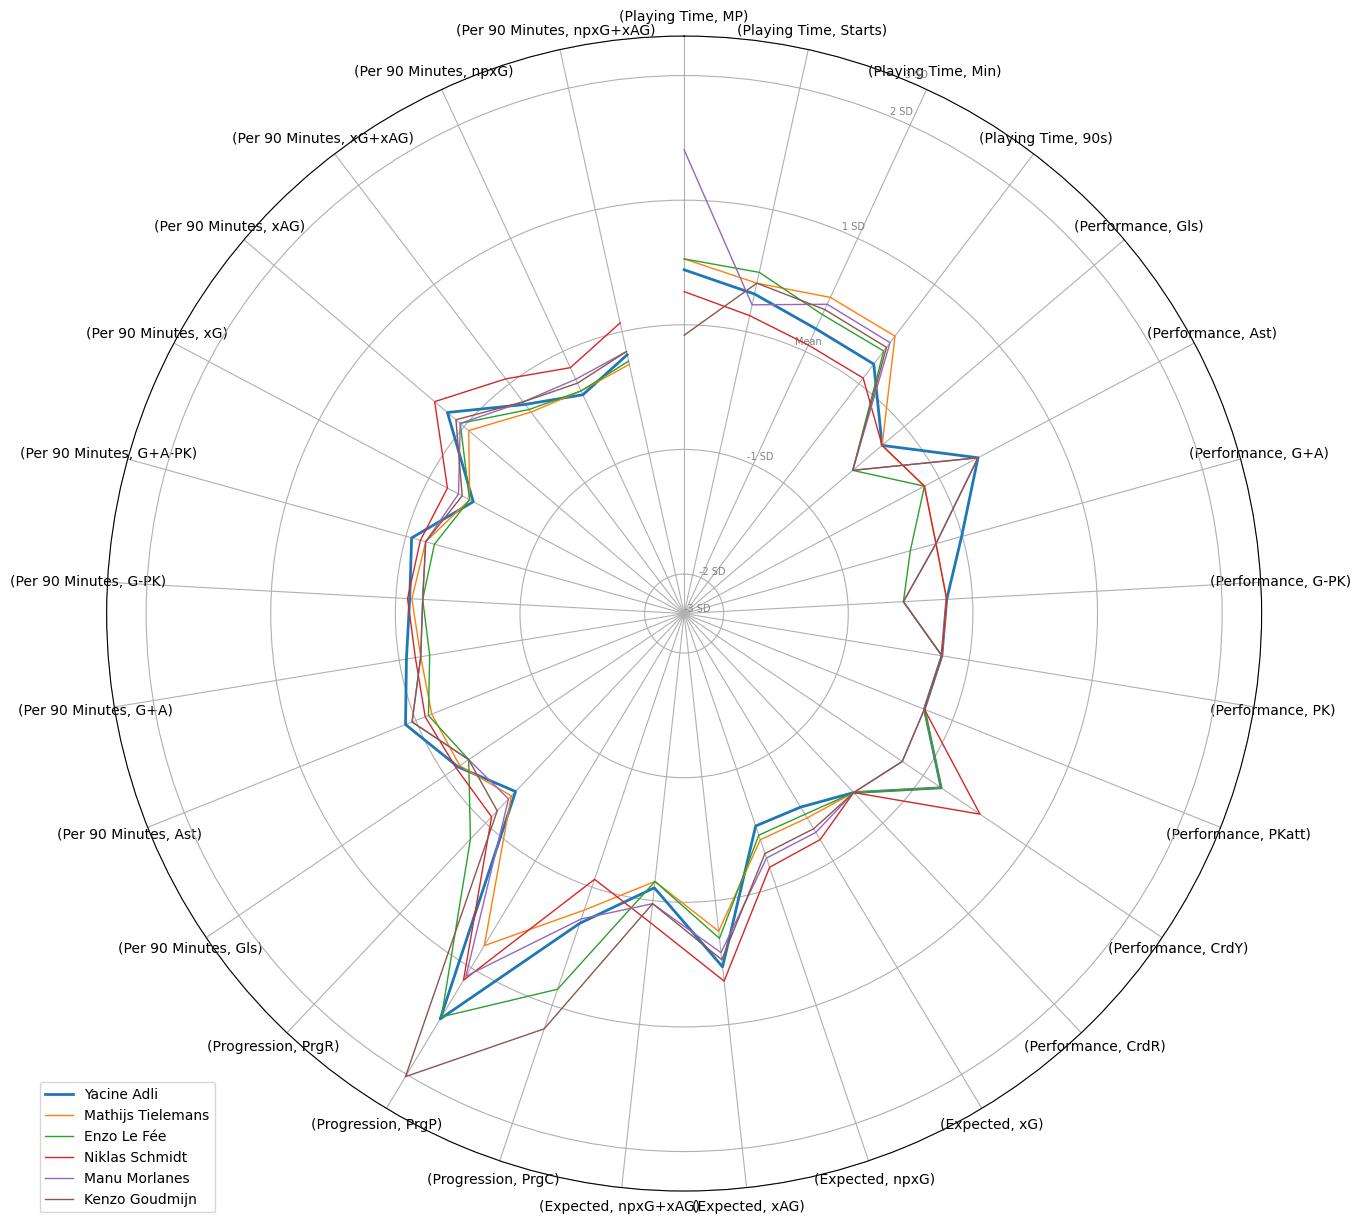 (Playing Time, MP)
(Per 90 Minutes, npxG+xAG)
(Playing Time, Starts)
(Per 90 Minutes, npxG)
(Playing Time, Min)
2 SD
(Per 90 Minutes, xG+xAG)
(Playing Time, 90s)
(Per 90 Minutes, xAG)
(Performance, Gls)
1 SD
(Per 90 Minutes, xG)
(Performance, Ast)
Mean
(Per 90 Minutes, G+A-PK)
(Performance, G+A)
-1 SD
-2 SD
(Per 90 Minutes, G-PK)
(Performance, G-PK)
-3 SD
(Per 90 Minutes, G+A)
(Performance, PK)
(Per 90 Minutes, Ast)
(Performance, PKatt)
(Per 90 Minutes, Gls)
(Performance, CrdY)
(Progression, PrgR)
(Performance, CrdR)
(Progression, PrgP)
(Expected, xG)
(Progression, PrgC)
(Expected, npxG)
(Expected, npxG+xAG)
(Expected, xAG)
Yacine Adli
Mathijs Tielemans
Enzo Le Fée
Niklas Schmidt
Manu Morlanes
Kenzo Goudmijn